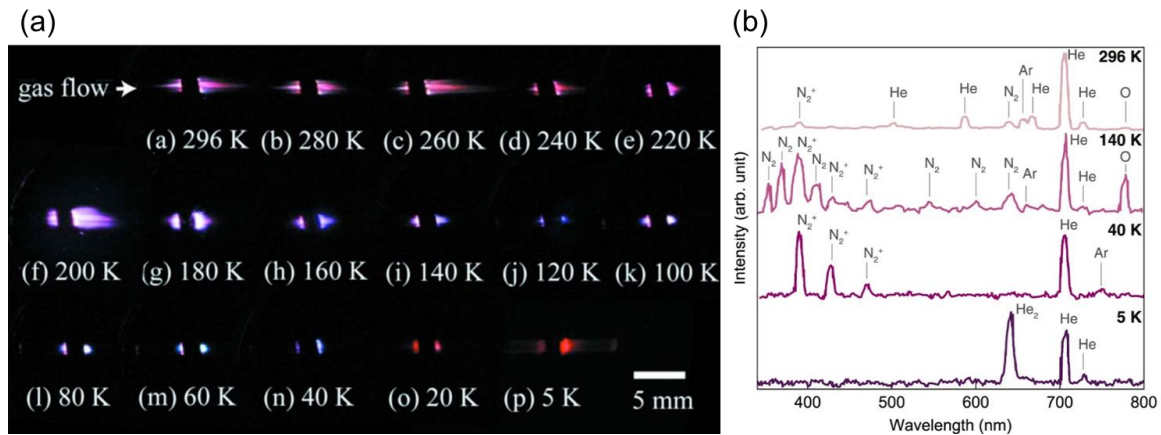 (a)
gas flow
(a) 296 K (b) 280 K (c) 260 K (d) 240 K (e) 220 K
(f) 200 K (g) 180 K (h) 160 K (i) 140 K (j) 120 K (k) 100 K
(l) 80 K (m) 60 K (n) 40 K (o) 20 K (p) 5 K 5 mm
(b)
He 296 K
Ar
N₂⁺ He He N₂ He He O
140 K
N₂ N₂ N₂⁺ N₂ N₂⁺ N₂⁺ N₂ N₂ N₂ Ar He He O
40 K
N₂⁺ N₂⁺ N₂⁺ He Ar
5 K
He₂ He He
Intensity (arb. unit)
400 500 600 700 800
Wavelength (nm)